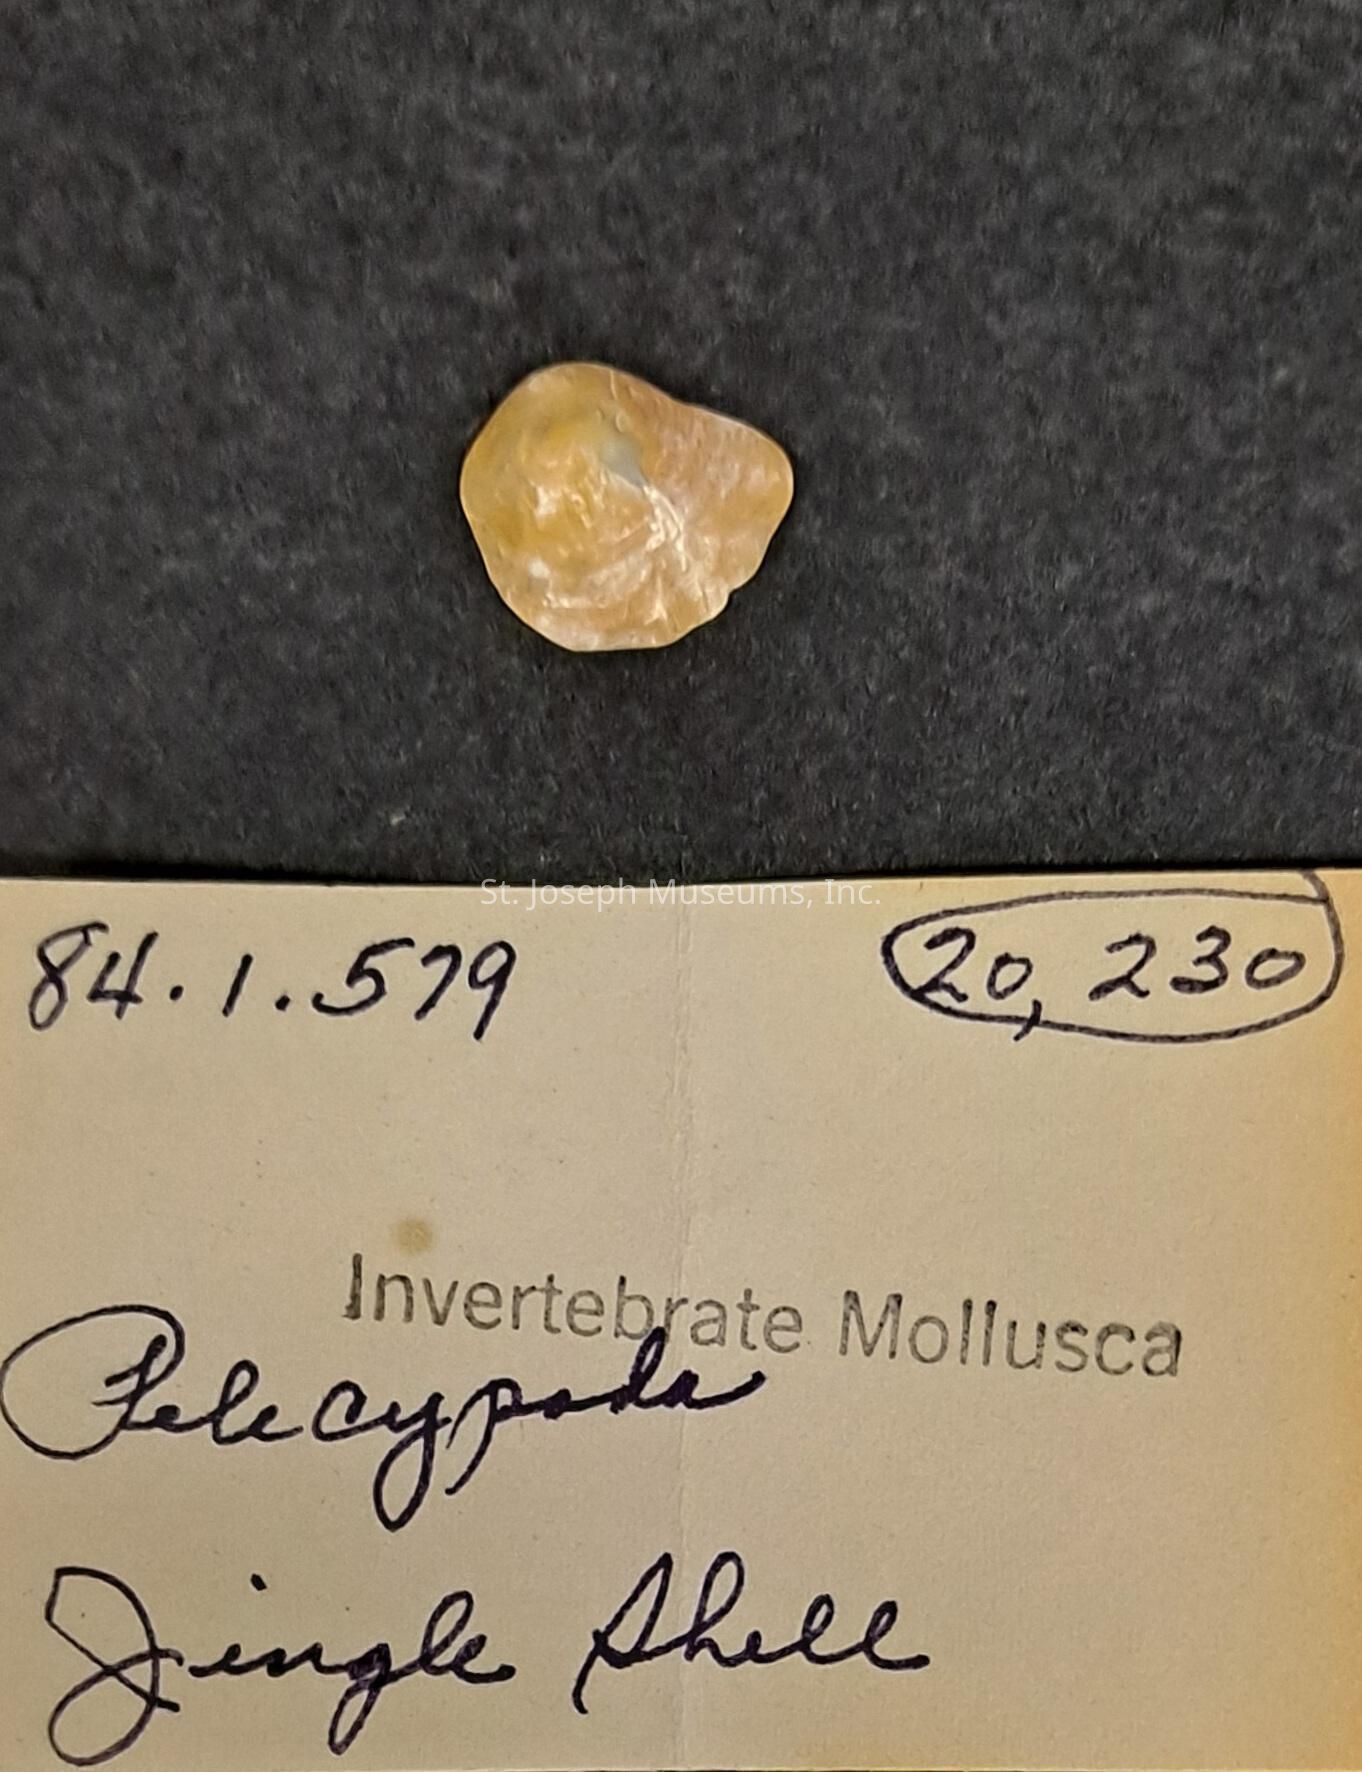 St. Joseph Museums, Inc.
84.1.579 20,230
Invertebrate Mollusca
Pelecypoda
Jingle Shell